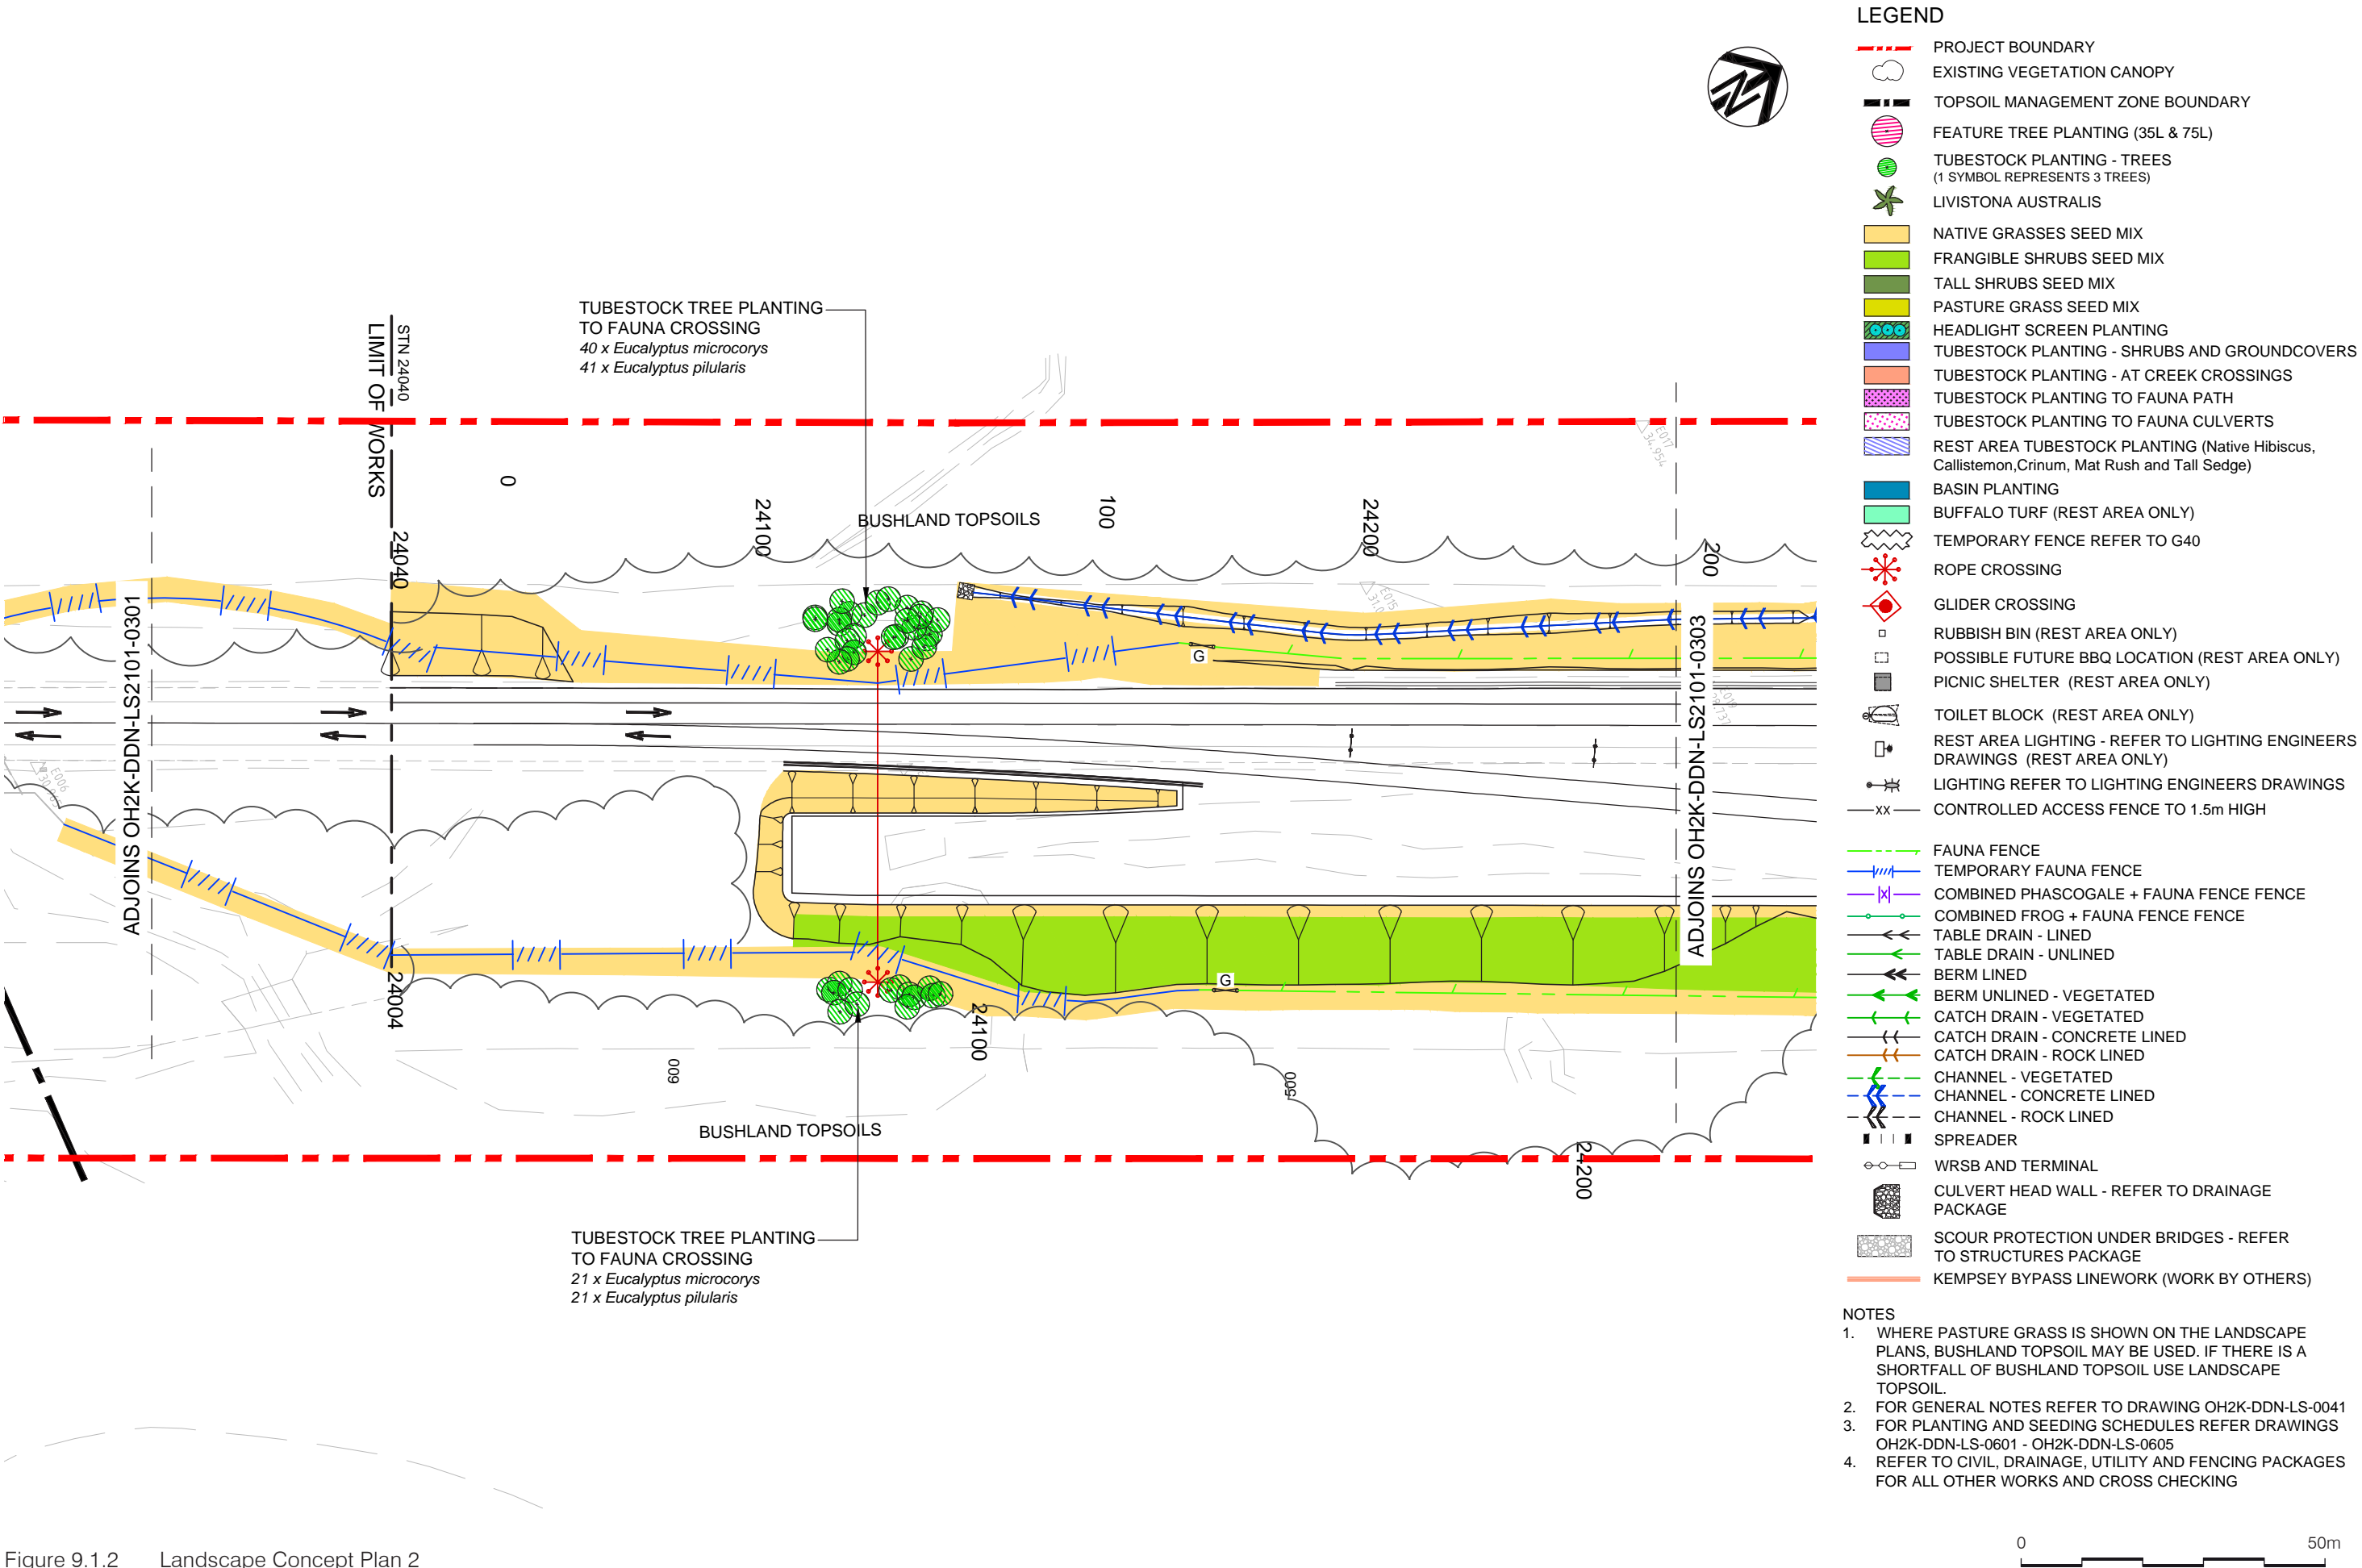 LEGEND
PROJECT BOUNDARY
EXISTING VEGETATION CANOPY
TOPSOIL MANAGEMENT ZONE BOUNDARY
FEATURE TREE PLANTING (35L & 75L)
TUBESTOCK PLANTING - TREES
(1 SYMBOL REPRESENTS 3 TREES)
LIVISTONA AUSTRALIS
NATIVE GRASSES SEED MIX
FRANGIBLE SHRUBS SEED MIX
TALL SHRUBS SEED MIX
PASTURE GRASS SEED MIX
HEADLIGHT SCREEN PLANTING
TUBESTOCK PLANTING - SHRUBS AND GROUNDCOVERS
TUBESTOCK PLANTING - AT CREEK CROSSINGS
TUBESTOCK PLANTING TO FAUNA PATH
TUBESTOCK PLANTING TO FAUNA CULVERTS
REST AREA TUBESTOCK PLANTING (Native Hibiscus,
Callistemon,Crinum, Mat Rush and Tall Sedge)
BASIN PLANTING
BUFFALO TURF (REST AREA ONLY)
TEMPORARY FENCE REFER TO G40
ROPE CROSSING
GLIDER CROSSING
RUBBISH BIN (REST AREA ONLY)
POSSIBLE FUTURE BBQ LOCATION (REST AREA ONLY)
PICNIC SHELTER (REST AREA ONLY)
TOILET BLOCK (REST AREA ONLY)
REST AREA LIGHTING - REFER TO LIGHTING ENGINEERS
DRAWINGS (REST AREA ONLY)
LIGHTING REFER TO LIGHTING ENGINEERS DRAWINGS
XX
CONTROLLED ACCESS FENCE TO 1.5m HIGH
FAUNA FENCE
TEMPORARY FAUNA FENCE
COMBINED PHASCOGALE + FAUNA FENCE FENCE
COMBINED FROG + FAUNA FENCE FENCE
TABLE DRAIN - LINED
TABLE DRAIN - UNLINED
BERM LINED
BERM UNLINED - VEGETATED
CATCH DRAIN - VEGETATED
CATCH DRAIN - CONCRETE LINED
CATCH DRAIN - ROCK LINED
CHANNEL - VEGETATED
CHANNEL - CONCRETE LINED
CHANNEL - ROCK LINED
SPREADER
WRSB AND TERMINAL
CULVERT HEAD WALL - REFER TO DRAINAGE
PACKAGE
SCOUR PROTECTION UNDER BRIDGES - REFER
TO STRUCTURES PACKAGE
KEMPSEY BYPASS LINEWORK (WORK BY OTHERS)
NOTES
1. WHERE PASTURE GRASS IS SHOWN ON THE LANDSCAPE
PLANS, BUSHLAND TOPSOIL MAY BE USED. IF THERE IS A
SHORTFALL OF BUSHLAND TOPSOIL USE LANDSCAPE
TOPSOIL.
2. FOR GENERAL NOTES REFER TO DRAWING OH2K-DDN-LS-0041
3. FOR PLANTING AND SEEDING SCHEDULES REFER DRAWINGS
OH2K-DDN-LS-0601 - OH2K-DDN-LS-0605
4. REFER TO CIVIL, DRAINAGE, UTILITY AND FENCING PACKAGES
FOR ALL OTHER WORKS AND CROSS CHECKING
0 50m
TUBESTOCK TREE PLANTING
TO FAUNA CROSSING
40 x Eucalyptus microcorys
41 x Eucalyptus pilularis
STN 24040
LIMIT OF WORKS
0
24040
24100
BUSHLAND TOPSOILS
100
24200
200
E017
34.954
E015
ADJOINS OH2K-DDN-LS2101-0301
ADJOINS OH2K-DDN-LS2101-0303
G
E006
G
24004
24100
600
500
BUSHLAND TOPSOILS
24200
TUBESTOCK TREE PLANTING
TO FAUNA CROSSING
21 x Eucalyptus microcorys
21 x Eucalyptus pilularis
Figure 9.1.2 Landscape Concept Plan 2